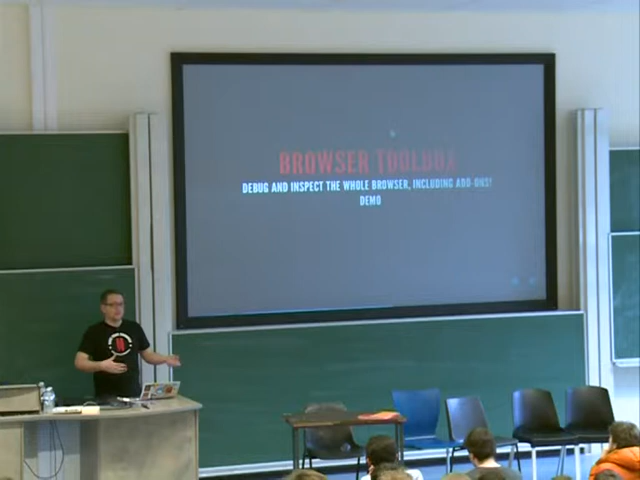 BROWSER TOOLBOX
DEBUG AND INSPECT THE WHOLE BROWSER, INCLUDING ADD-ONS!
DEMO